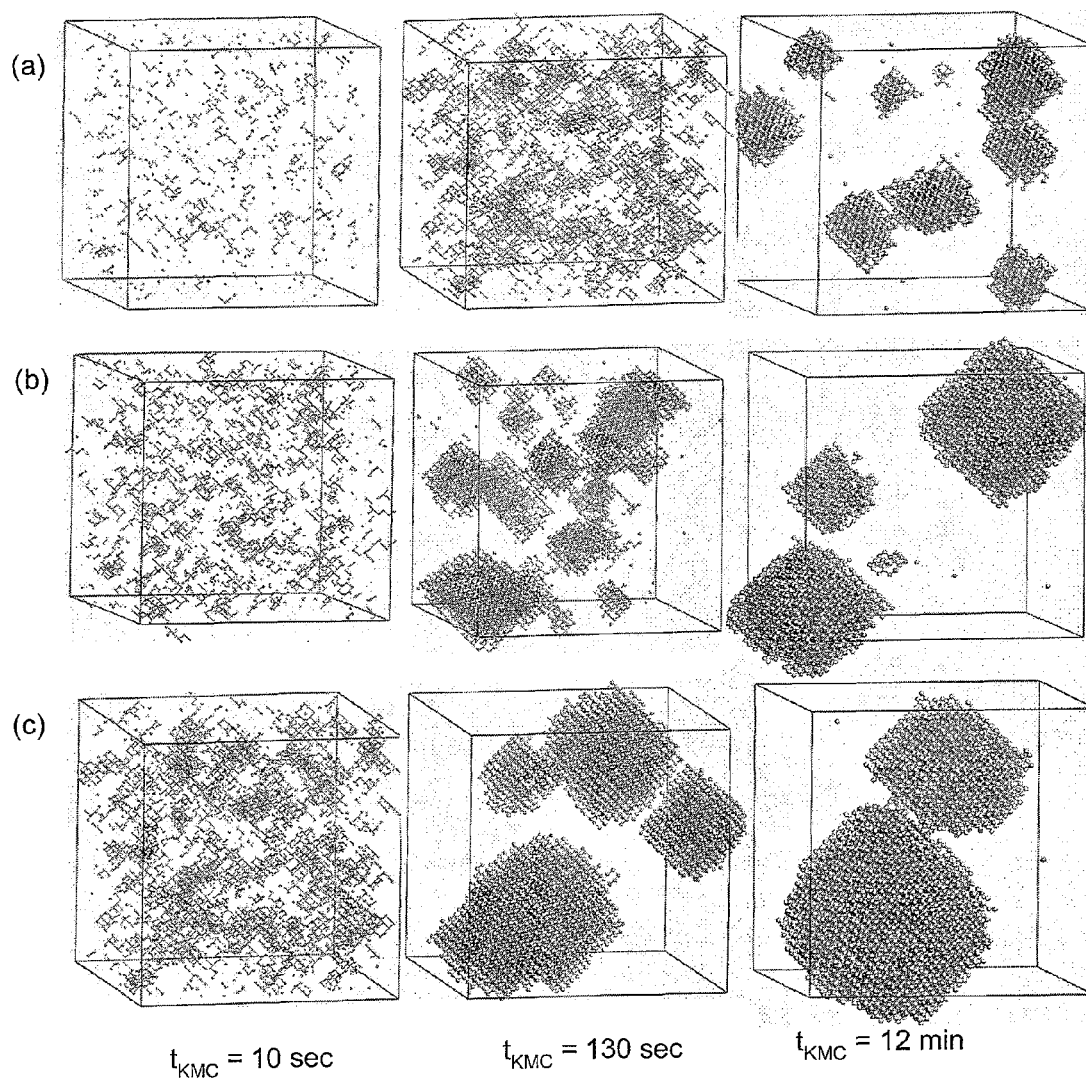 (a)
(b)
(c)
t_KMC = 10 sec
t_KMC = 130 sec
t_KMC = 12 min